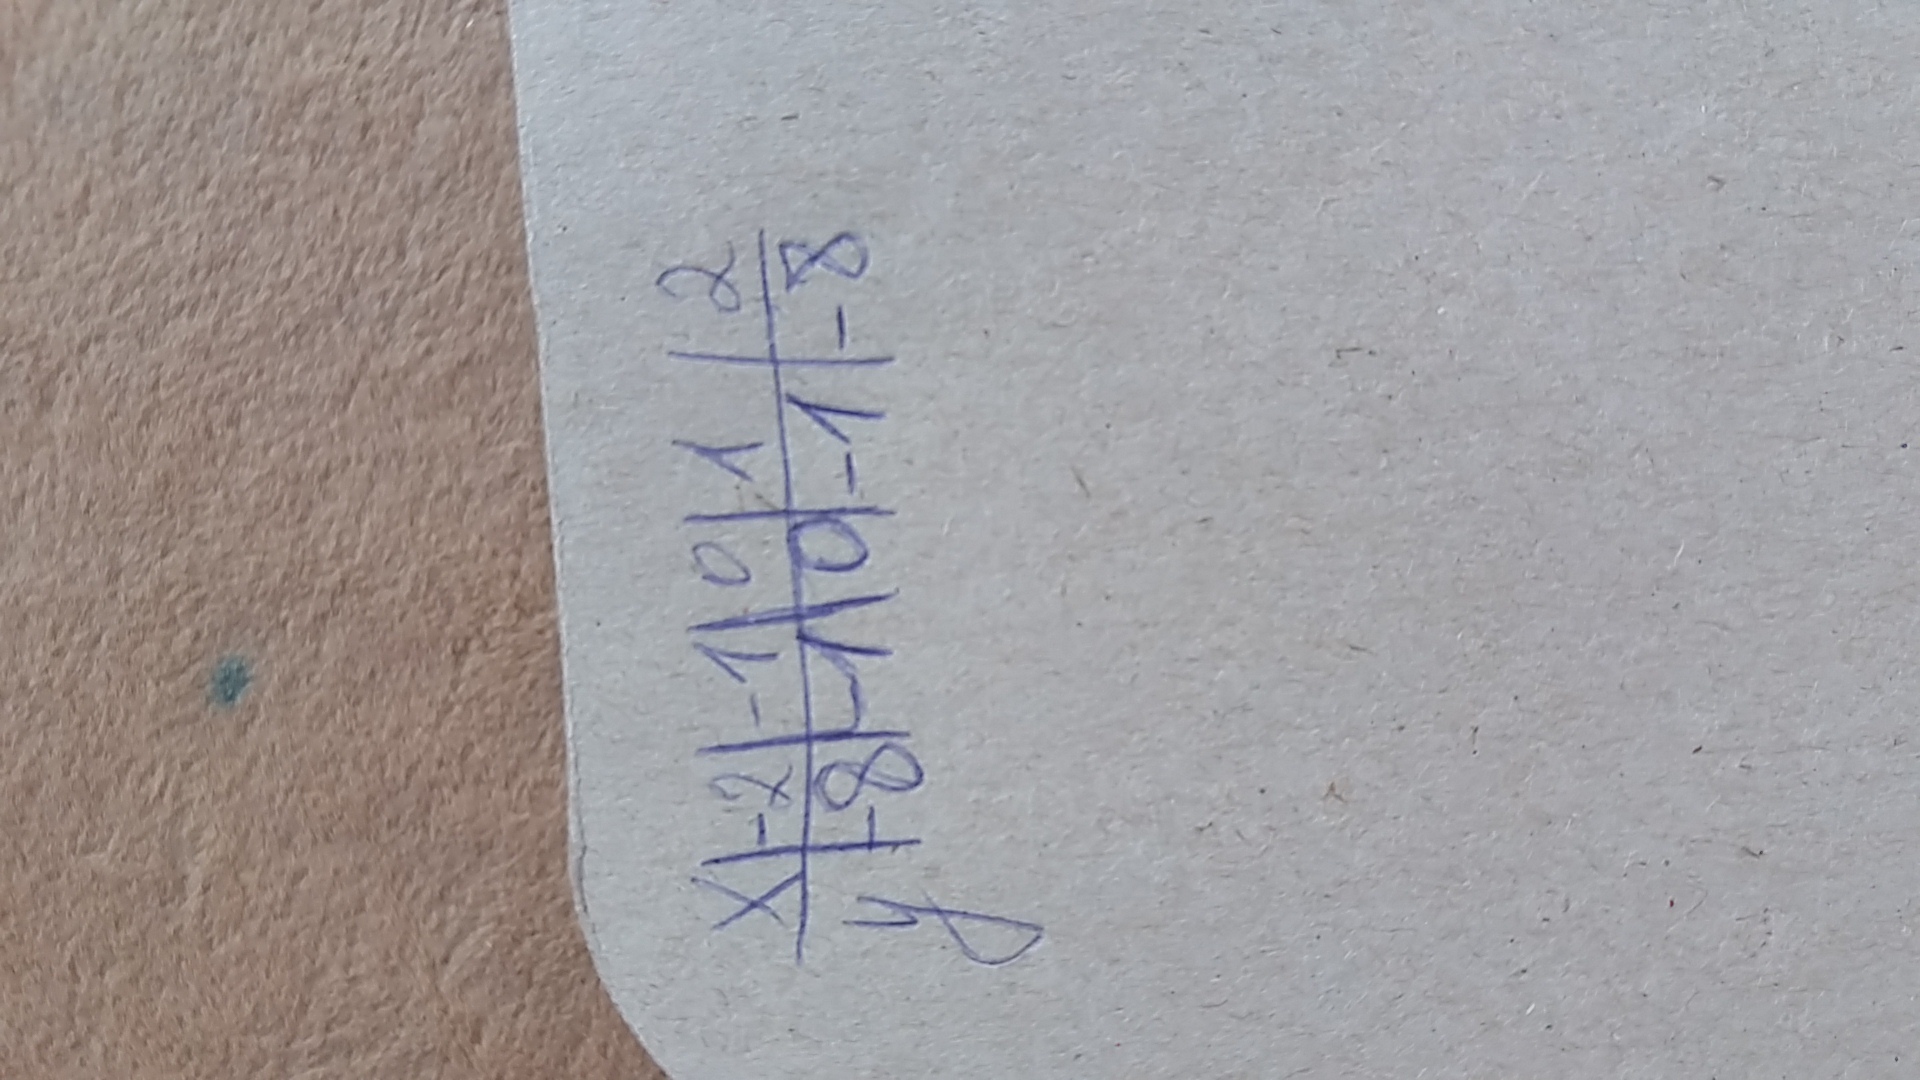 x | -2 | -1 | 0 | 1 | 2
y | -8 | -1 | 0 | -1 | -8